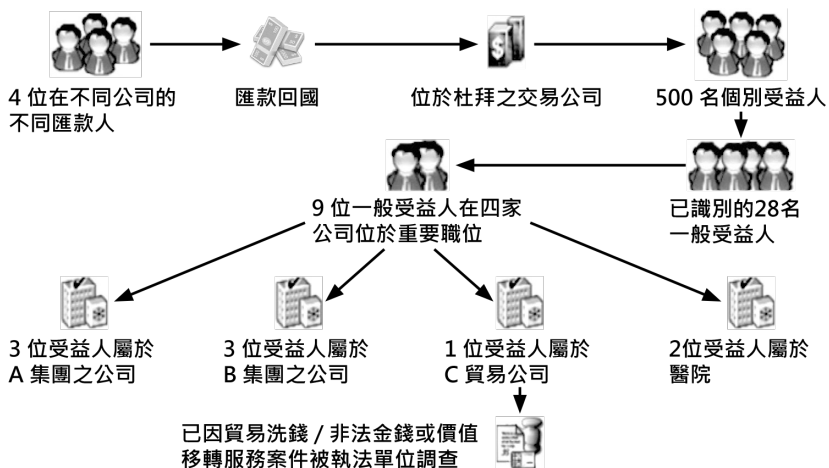 4 位在不同公司的
不同匯款人
匯款回國
位於杜拜之交易公司
500 名個別受益人
9 位一般受益人在四家
公司位於重要職位
已識別的28名
一般受益人
3 位受益人屬於
A 集團之公司
3 位受益人屬於
B 集團之公司
1 位受益人屬於
C 貿易公司
2位受益人屬於
醫院
已因貿易洗錢 / 非法金錢或價值
移轉服務案件被執法單位調查